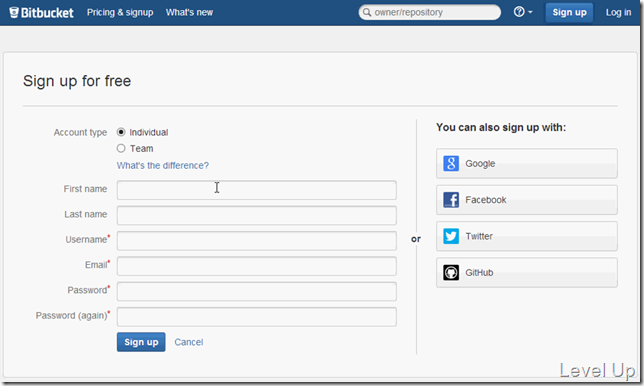 Bitbucket Pricing & signup What's new owner/repository Sign up Log in
Sign up for free
Account type Individual
Team
What's the difference?
First name
Last name
Username*
Email*
Password*
Password (again)*
Sign up Cancel
or
You can also sign up with:
Google
Facebook
Twitter
GitHub
Level Up